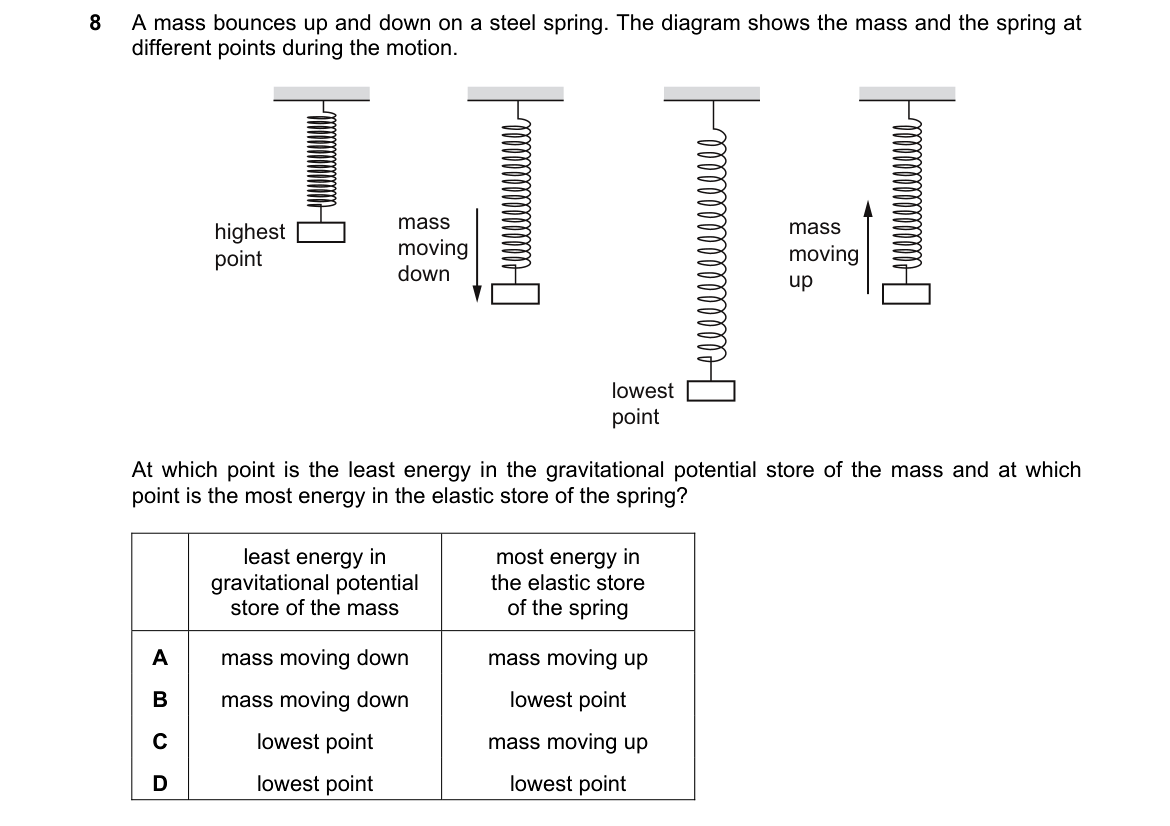 8 A mass bounces up and down on a steel spring. The diagram shows the mass and the spring at
different points during the motion.
highest
point
mass
moving
down
lowest
point
mass
moving
up
At which point is the least energy in the gravitational potential store of the mass and at which
point is the most energy in the elastic store of the spring?
least energy in
gravitational potential
store of the mass
most energy in
the elastic store
of the spring
A mass moving down mass moving up
B mass moving down lowest point
C lowest point mass moving up
D lowest point lowest point